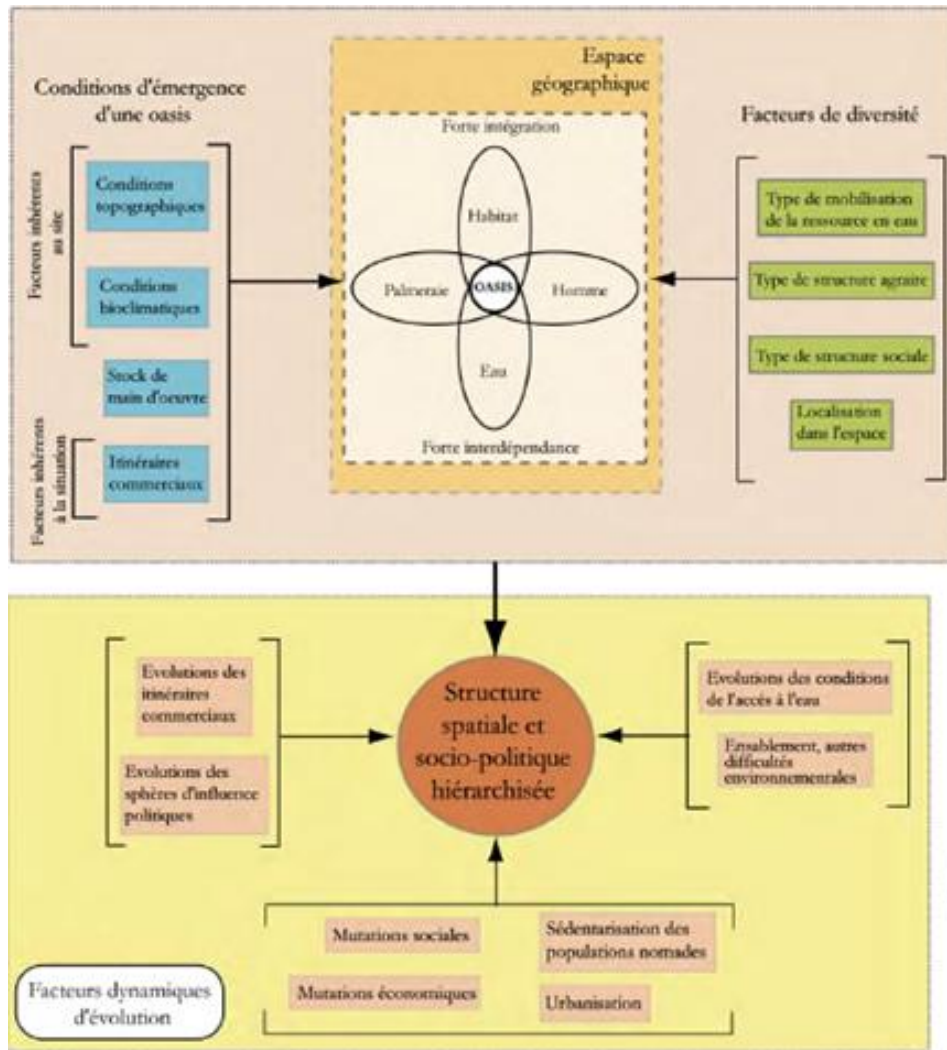 Conditions d'émergence
d'une oasis
Facteurs inhérents
au site
Conditions
topographiques
Conditions
bioclimatiques
Stock de
main d'oeuvre
Facteurs inhérents
à la situation
Itinéraires
commerciaux
Espace
géographique
Forte intégration
Habitat
Palmeraie
OASIS
Homme
Eau
Forte interdépendance
Facteurs de diversité
Type de mobilisation
de la ressource en eau
Type de structure agraire
Type de structure sociale
Localisation
dans l'espace
Evolutions des
itinéraires
commerciaux
Evolutions des
sphères d'influence
politiques
Structure
spatiale et
socio-politique
hiérarchisée
Evolutions des conditions
de l'accés à l'eau
Ensablement, autres
difficultés
environnementales
Mutations sociales
Mutations économiques
Sédentarisation des
populations nomades
Urbanisation
Facteurs dynamiques
d'évolution